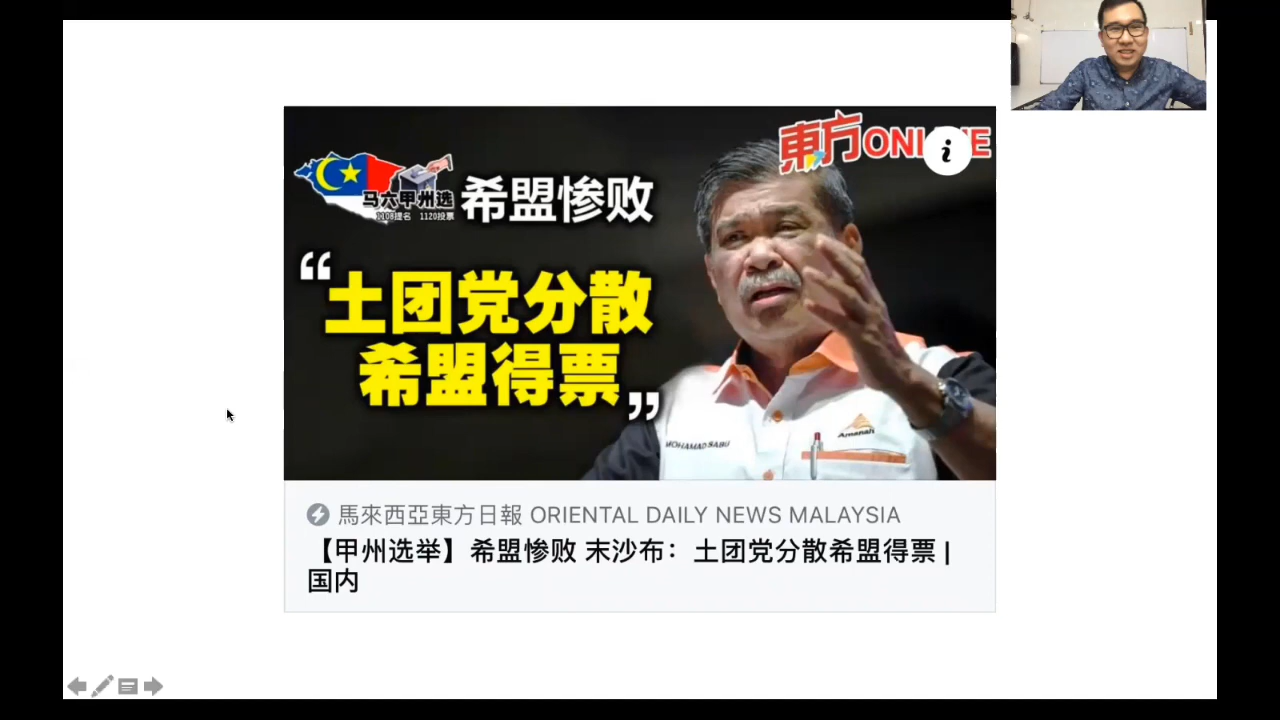 東方ONLINE
马六甲州选
1108提名 1120投票
希盟惨败
“土团党分散
希盟得票”
MOHAMAD SABU
Amanah
馬來西亞東方日報 ORIENTAL DAILY NEWS MALAYSIA
【甲州选举】希盟惨败 末沙布：土团党分散希盟得票 |
国内